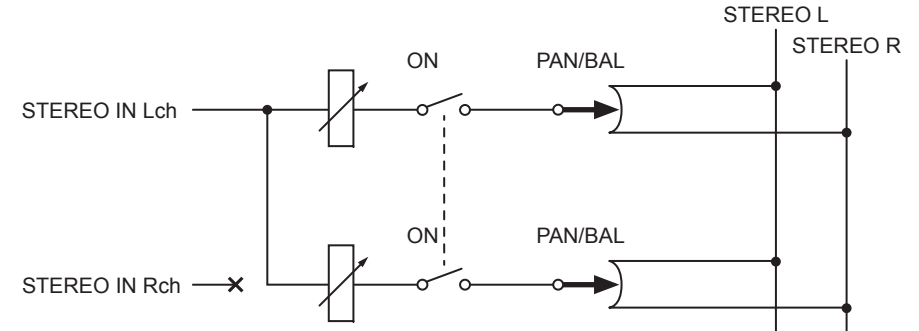 STEREO L
STEREO R
ON
PAN/BAL
STEREO IN Lch
ON
PAN/BAL
STEREO IN Rch